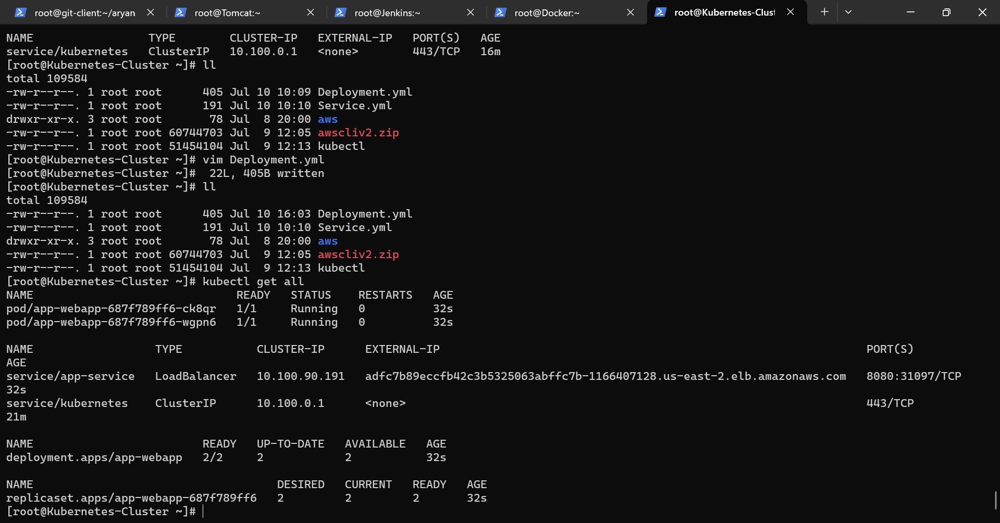 root@git-client:~/aryan root@Tomcat:~ root@Jenkins:~ root@Docker:~ root@Kubernetes-Clust
NAME                 TYPE        CLUSTER-IP   EXTERNAL-IP   PORT(S)   AGE
service/kubernetes   ClusterIP   10.100.0.1   <none>        443/TCP   16m
[root@Kubernetes-Cluster ~]# ll
total 109584
-rw-r--r--. 1 root root      405 Jul 10 10:09 Deployment.yml
-rw-r--r--. 1 root root      191 Jul 10 10:10 Service.yml
drwxr-xr-x. 3 root root       78 Jul  8 20:00 aws
-rw-r--r--. 1 root root 60744703 Jul  9 12:05 awscliv2.zip
-rw-r--r--. 1 root root 51454104 Jul  9 12:13 kubectl
[root@Kubernetes-Cluster ~]# vim Deployment.yml
[root@Kubernetes-Cluster ~]#  22L, 405B written
[root@Kubernetes-Cluster ~]# ll
total 109584
-rw-r--r--. 1 root root      405 Jul 10 16:03 Deployment.yml
-rw-r--r--. 1 root root      191 Jul 10 10:10 Service.yml
drwxr-xr-x. 3 root root       78 Jul  8 20:00 aws
-rw-r--r--. 1 root root 60744703 Jul  9 12:05 awscliv2.zip
-rw-r--r--. 1 root root 51454104 Jul  9 12:13 kubectl
[root@Kubernetes-Cluster ~]# kubectl get all
NAME                              READY   STATUS    RESTARTS   AGE
pod/app-webapp-687f789ff6-ck8qr   1/1     Running   0          32s
pod/app-webapp-687f789ff6-wgpn6   1/1     Running   0          32s
NAME                  TYPE           CLUSTER-IP      EXTERNAL-IP                                                               PORT(S)
AGE
service/app-service   LoadBalancer   10.100.90.191   adfc7b89eccfb42c3b5325063abffc7b-1166407128.us-east-2.elb.amazonaws.com   8080:31097/TCP
32s
service/kubernetes    ClusterIP      10.100.0.1      <none>                                                                    443/TCP
21m
NAME                         READY   UP-TO-DATE   AVAILABLE   AGE
deployment.apps/app-webapp   2/2     2            2           32s
NAME                                    DESIRED   CURRENT   READY   AGE
replicaset.apps/app-webapp-687f789ff6   2         2         2       32s
[root@Kubernetes-Cluster ~]#